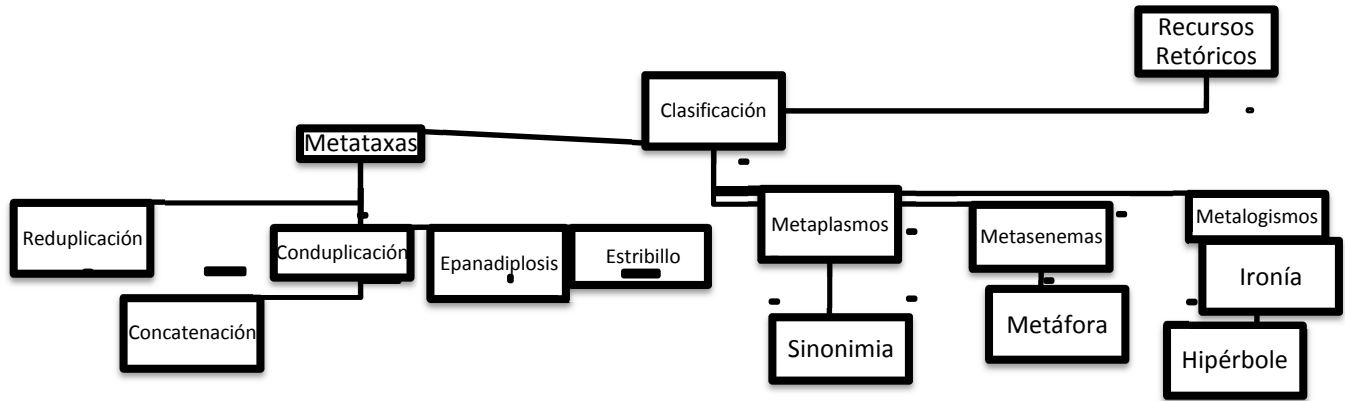 Recursos
Retóricos
Clasificación
Metataxas
Metaplasmos
Metasenemas
Metalogismos
Reduplicación
Conduplicación
Epanadiplosis
Estribillo
Ironía
Concatenación
Sinonimia
Metáfora
Hipérbole